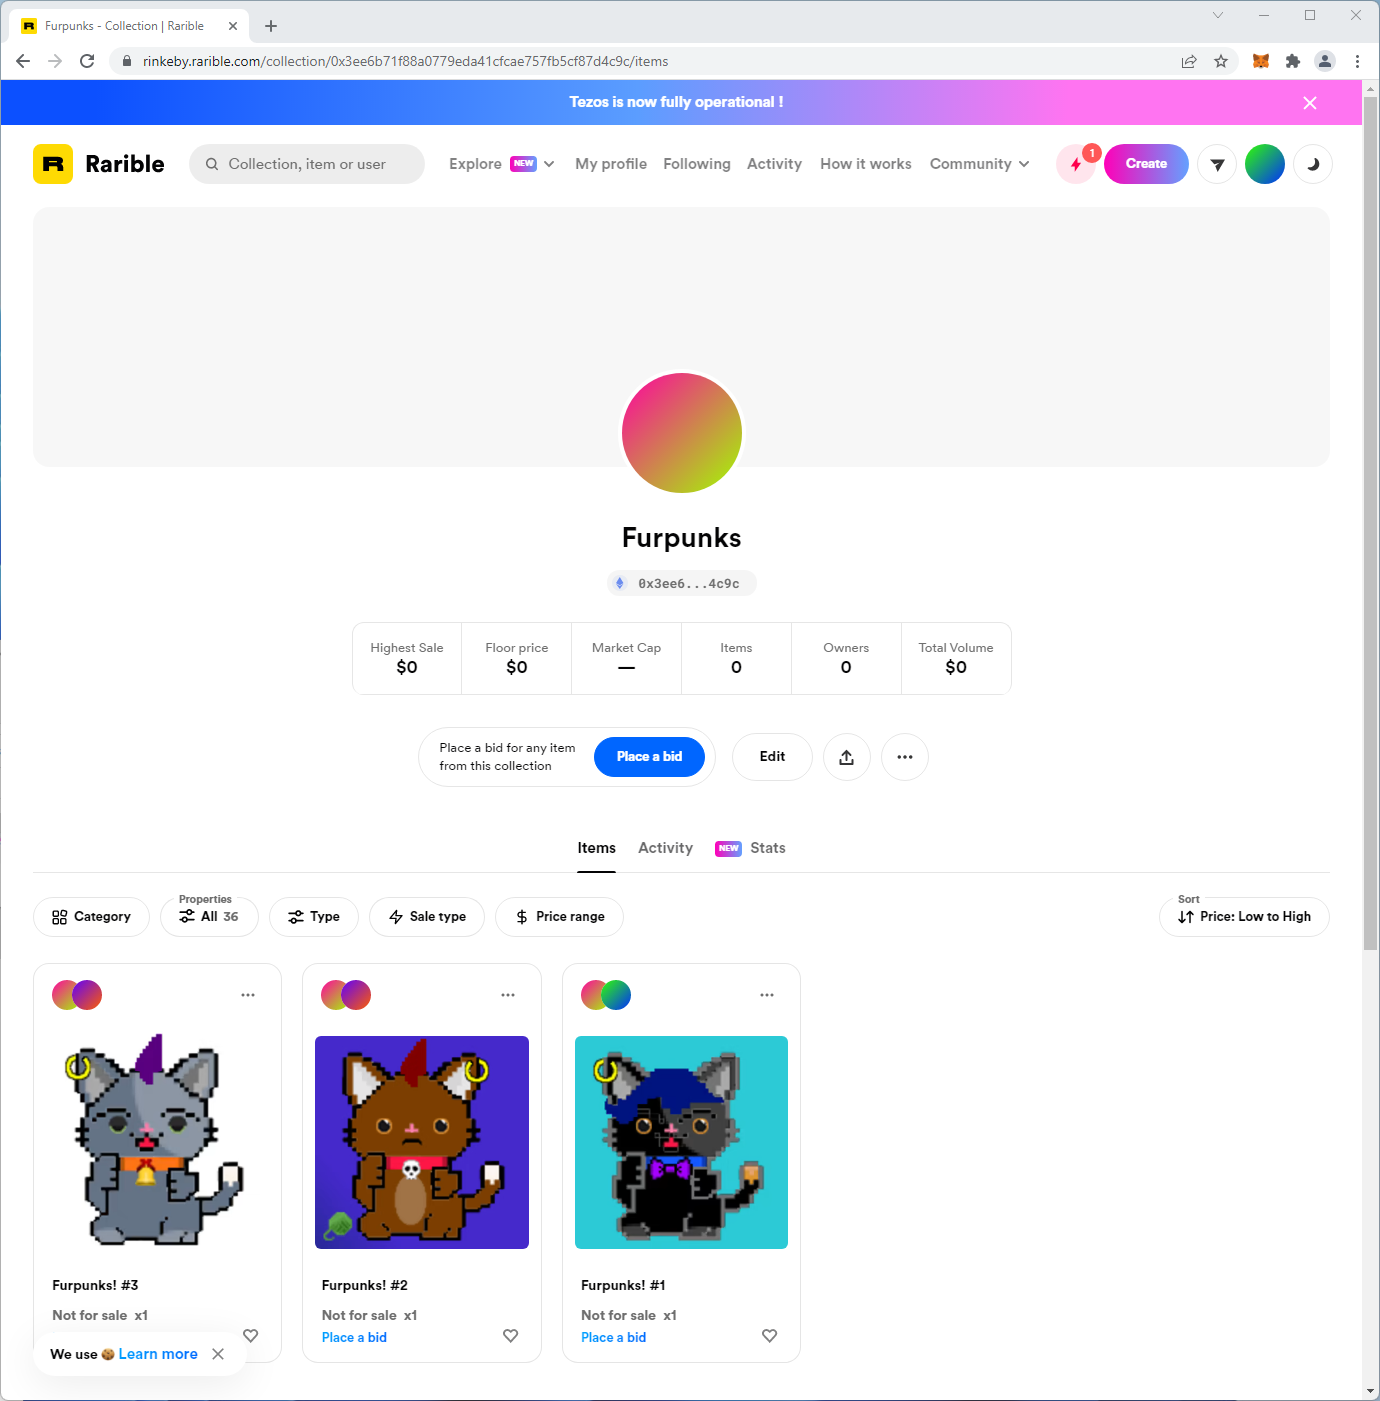 Furpunks - Collection | Rarible
rinkeby.rarible.com/collection/0x3ee6b71f88a0779eda41cfcae757fb5cf87d4c9c/items
Tezos is now fully operational !
R Rarible
Collection, item or user
Explore NEW
My profile
Following
Activity
How it works
Community
1
Create
Furpunks
0x3ee6...4c9c
Highest Sale
$0
Floor price
$0
Market Cap
—
Items
0
Owners
0
Total Volume
$0
Place a bid for any item
from this collection
Place a bid
Edit
Items
Activity
NEW Stats
Category
Properties
All 36
Type
Sale type
Price range
Sort
Price: Low to High
Furpunks! #3
Not for sale x1
Furpunks! #2
Not for sale x1
Place a bid
Furpunks! #1
Not for sale x1
Place a bid
We use 🍪 Learn more